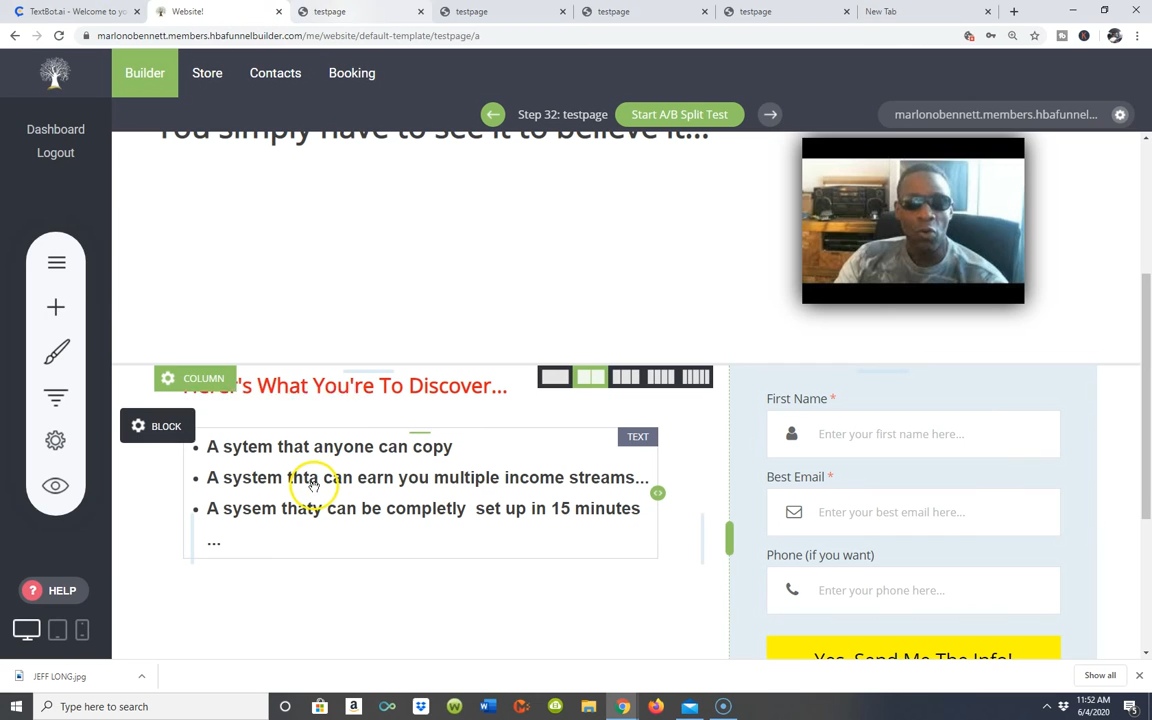 TextBot.ai - Welcome to yo
Website!
testpage
testpage
testpage
testpage
New Tab
marlonobennett.members.hbafunnelbuilder.com/me/website/default-template/testpage/a
Builder
Store
Contacts
Booking
Dashboard
Logout
Step 32: testpage
Start A/B Split Test
marlonobennett.members.hbafunnel...
You simply have to see it to believe it...
COLUMN
Herer's What You're To Discover...
BLOCK
TEXT
• A sytem that anyone can copy
• A system thta can earn you multiple income streams...
• A sysem thaty can be completly set up in 15 minutes
...
First Name *
Enter your first name here...
Best Email *
Enter your best email here...
Phone (if you want)
Enter your phone here...
Yes, Send Me The Info!
? HELP
JEFF LONG.jpg
Show all
Type here to search
11:52 AM
6/4/2020
5